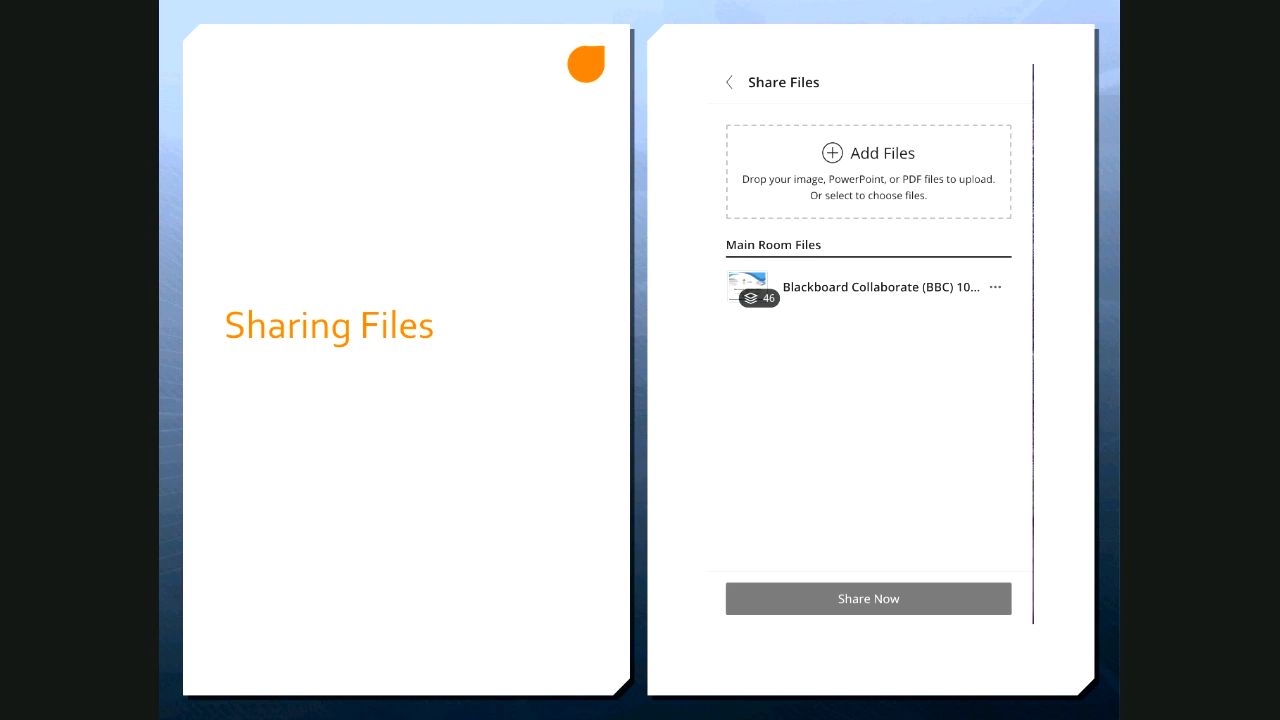 Sharing Files
Share Files
Add Files
Drop your image, PowerPoint, or PDF files to upload.
Or select to choose files.
Main Room Files
Blackboard Collaborate (BBC) 10...
46
Share Now